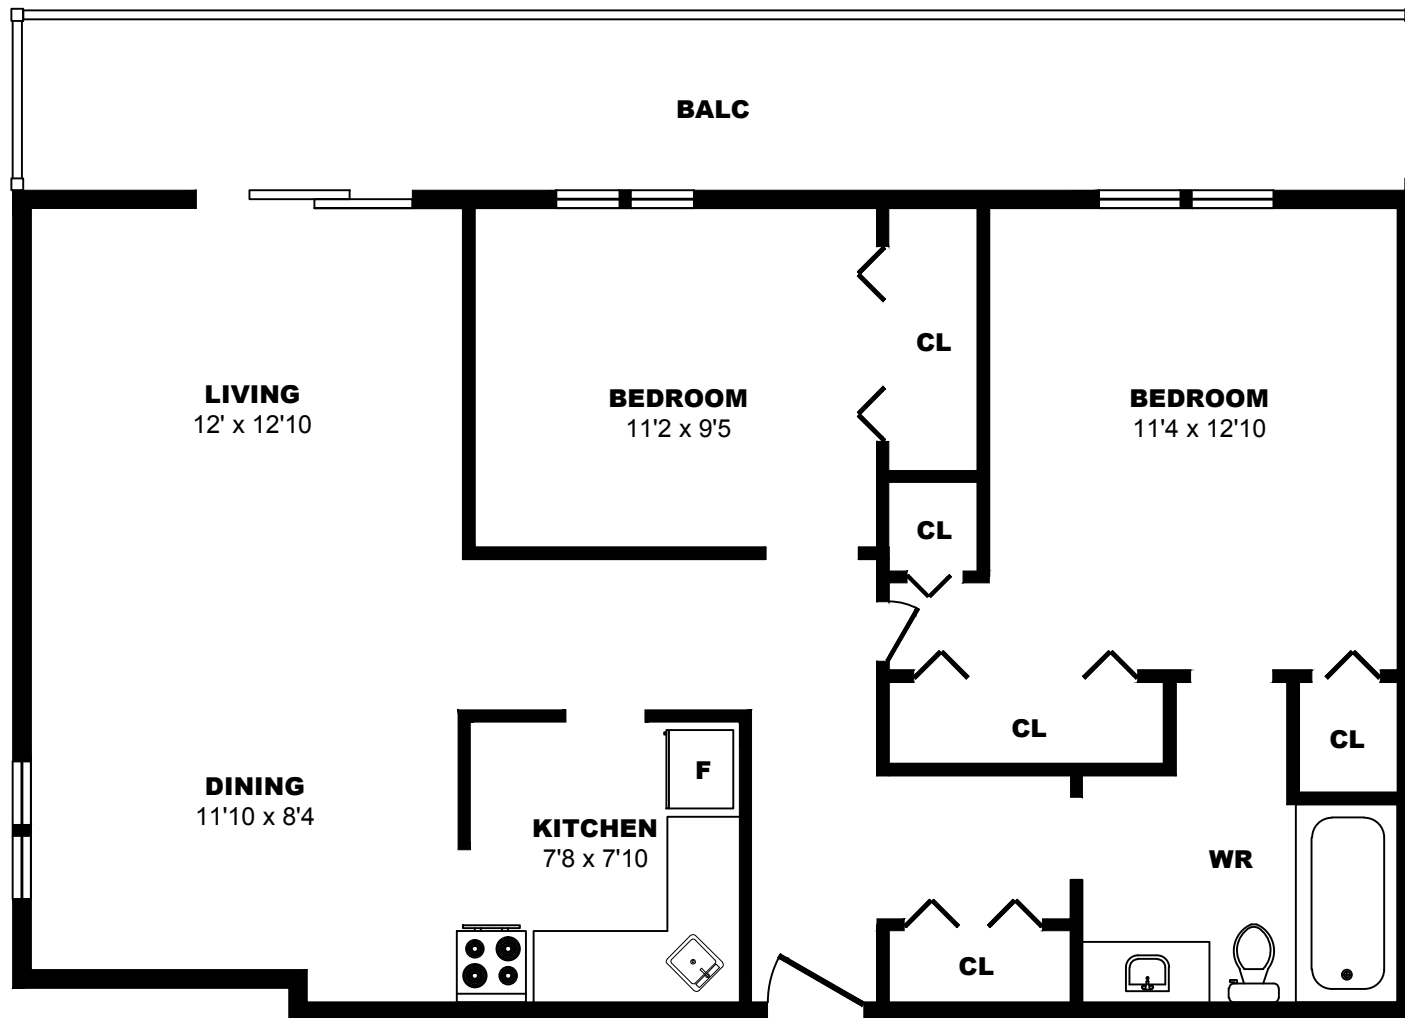 BALC
LIVING
12' x 12'10
BEDROOM
11'2 x 9'5
CL
BEDROOM
11'4 x 12'10
CL
CL
CL
F
DINING
11'10 x 8'4
KITCHEN
7'8 x 7'10
WR
CL